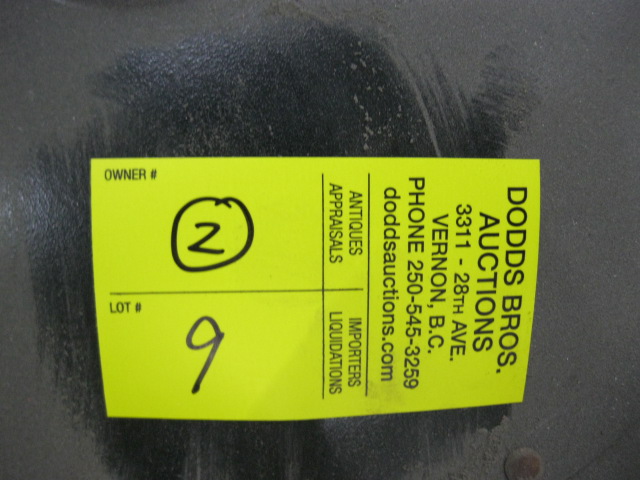 DODDS BROS.
AUCTIONS
3311 - 28TH AVE.
VERNON, B.C.
PHONE 250-545-3259
doddsauctions.com
ANTIQUES IMPORTERS
APPRAISALS LIQUIDATIONS
OWNER # LOT #
2 9